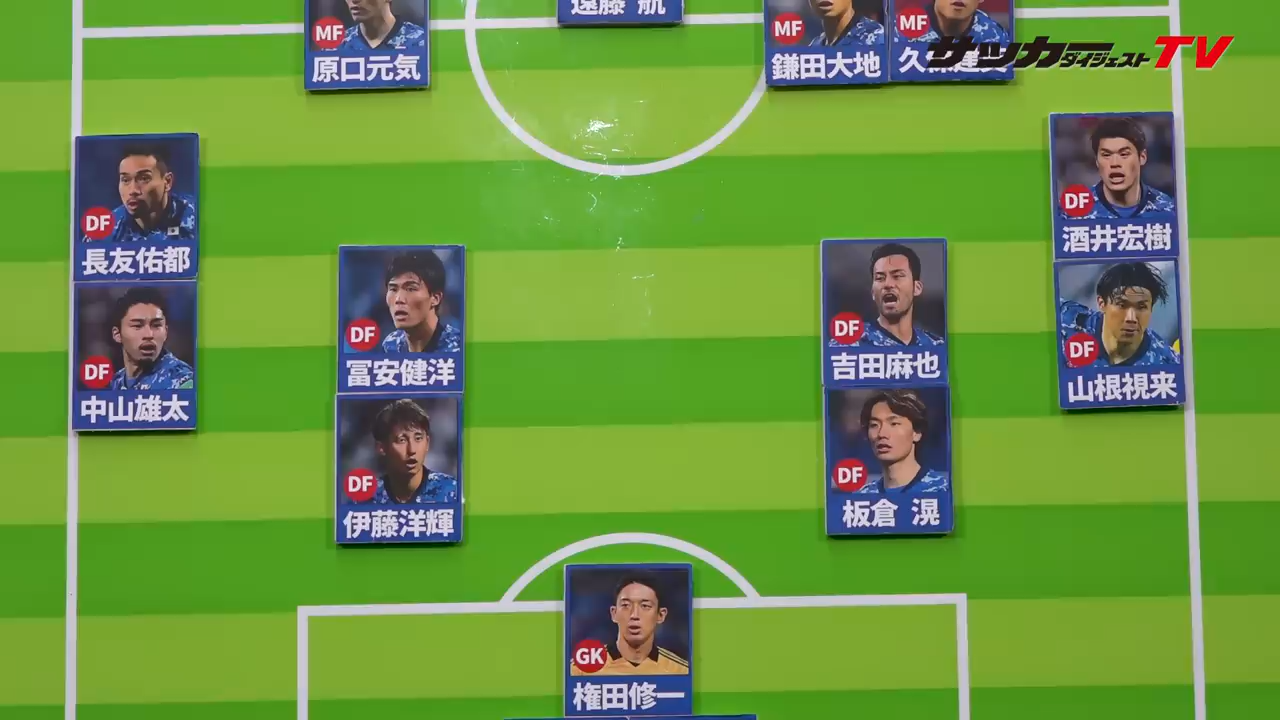 遠藤 航
MF
原口元気
MF
鎌田大地
MF
サッカーダイジェストTV
DF
長友佑都
DF
酒井宏樹
DF
冨安健洋
DF
吉田麻也
DF
山根視来
DF
中山雄太
DF
伊藤洋輝
DF
板倉 滉
GK
権田修一